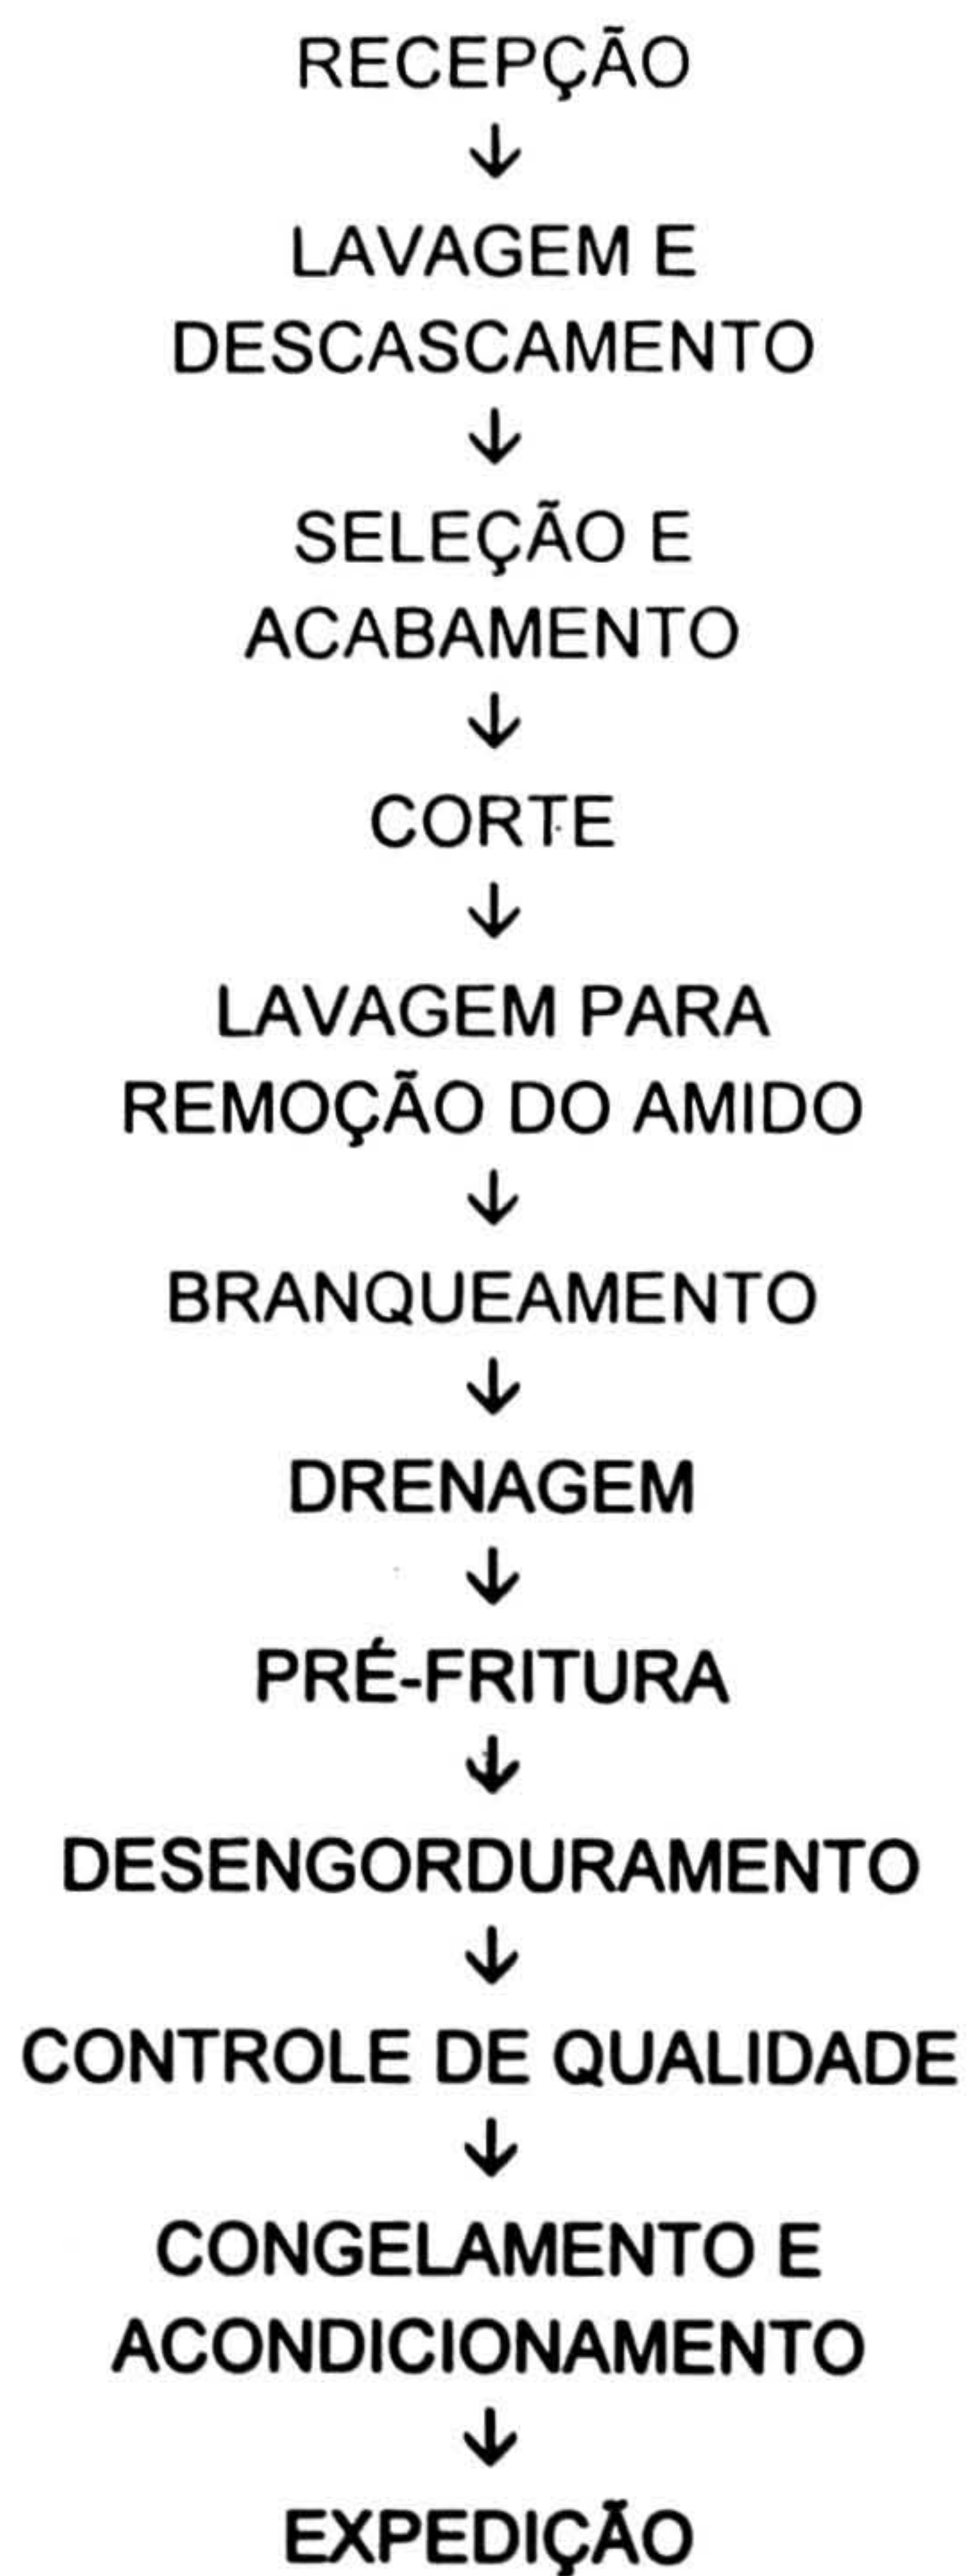 RECEPÇÃO
↓
LAVAGEM E
DESCASCAMENTO
↓
SELEÇÃO E
ACABAMENTO
↓
CORTE
↓
LAVAGEM PARA
REMOÇÃO DO AMIDO
↓
BRANQUEAMENTO
↓
DRENAGEM
↓
PRÉ-FRITURA
↓
DESENGORDURAMENTO
↓
CONTROLE DE QUALIDADE
↓
CONGELAMENTO E
ACONDICIONAMENTO
↓
EXPEDIÇÃO